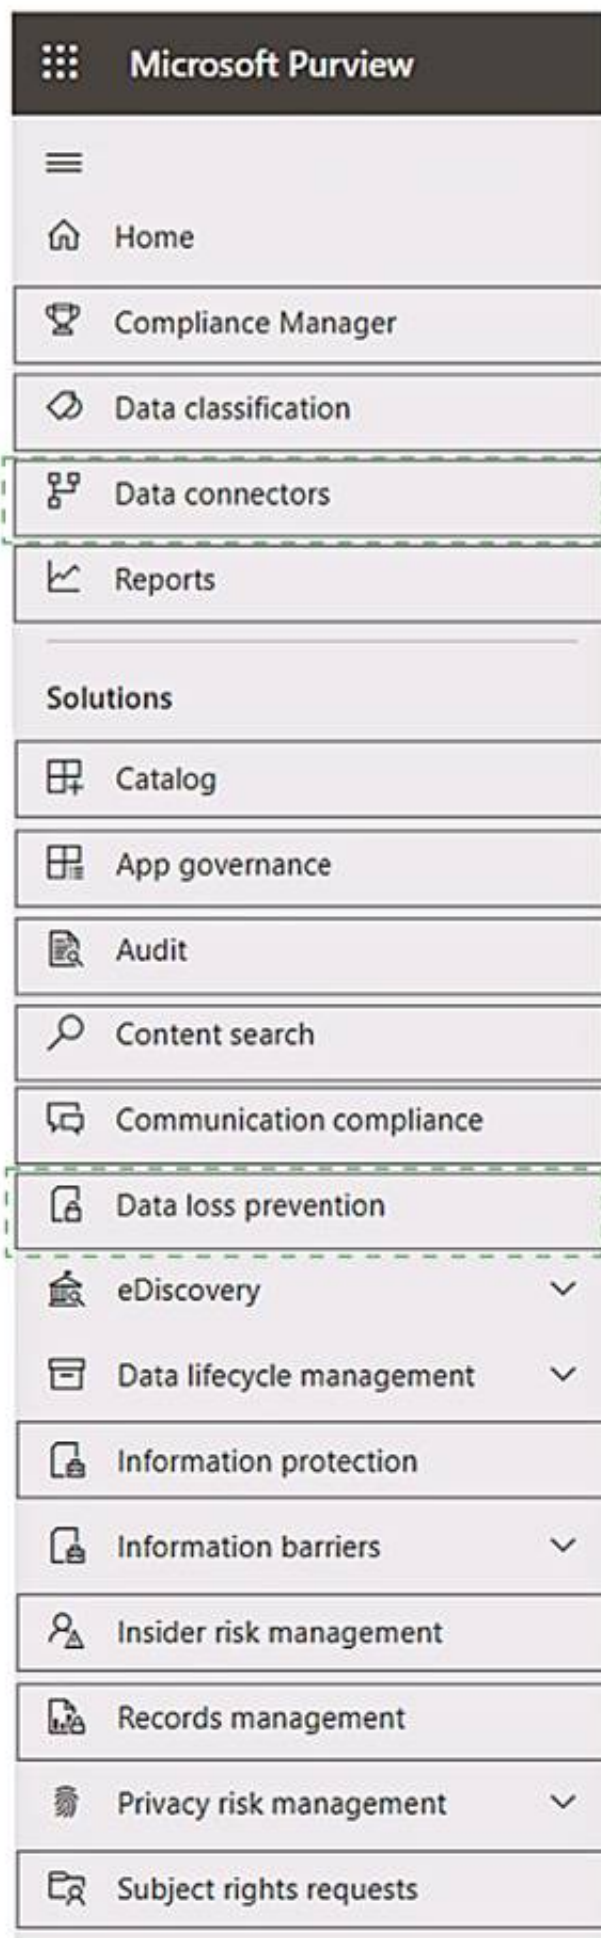 Microsoft Purview
Home
Compliance Manager
Data classification
Data connectors
Reports
Solutions
Catalog
App governance
Audit
Content search
Communication compliance
Data loss prevention
eDiscovery
Data lifecycle management
Information protection
Information barriers
Insider risk management
Records management
Privacy risk management
Subject rights requests